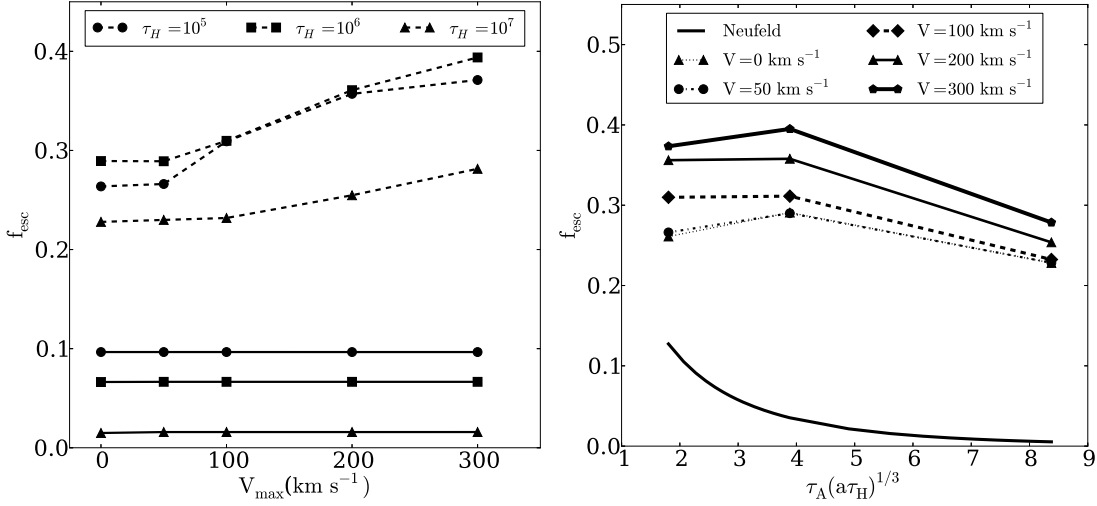 τ_H =10^5 τ_H =10^6 τ_H =10^7
0.4
0.3
0.2
0.1
0.0
f_esc
0 100 200 300
V_max(km s^−1)
Neufeld V=100 km s^−1
V=0 km s^−1 V=200 km s^−1
V=50 km s^−1 V=300 km s^−1
0.5
0.4
0.3
0.2
0.1
0.0
f_esc
1 2 3 4 5 6 7 8 9
τ_A(aτ_H)^1/3